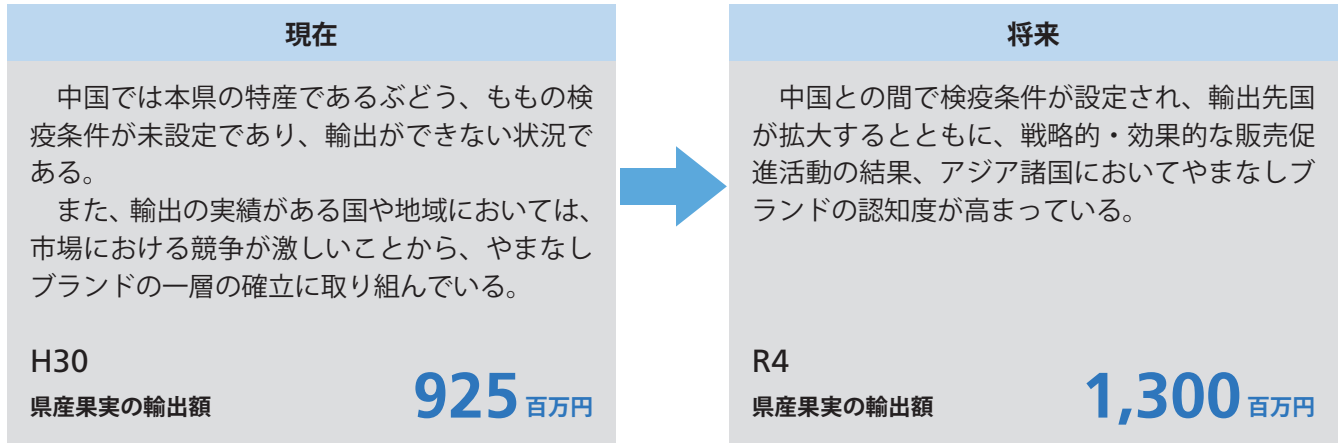 現在
　中国では本県の特産であるぶどう、ももの検
疫条件が未設定であり、輸出ができない状況で
ある。
　また、輸出の実績がある国や地域においては、
市場における競争が激しいことから、やまなし
ブランドの一層の確立に取り組んでいる。
H30
県産果実の輸出額 925 百万円
将来
　中国との間で検疫条件が設定され、輸出先国
が拡大するとともに、戦略的・効果的な販売促
進活動の結果、アジア諸国においてやまなしブ
ランドの認知度が高まっている。
R4
県産果実の輸出額 1,300 百万円